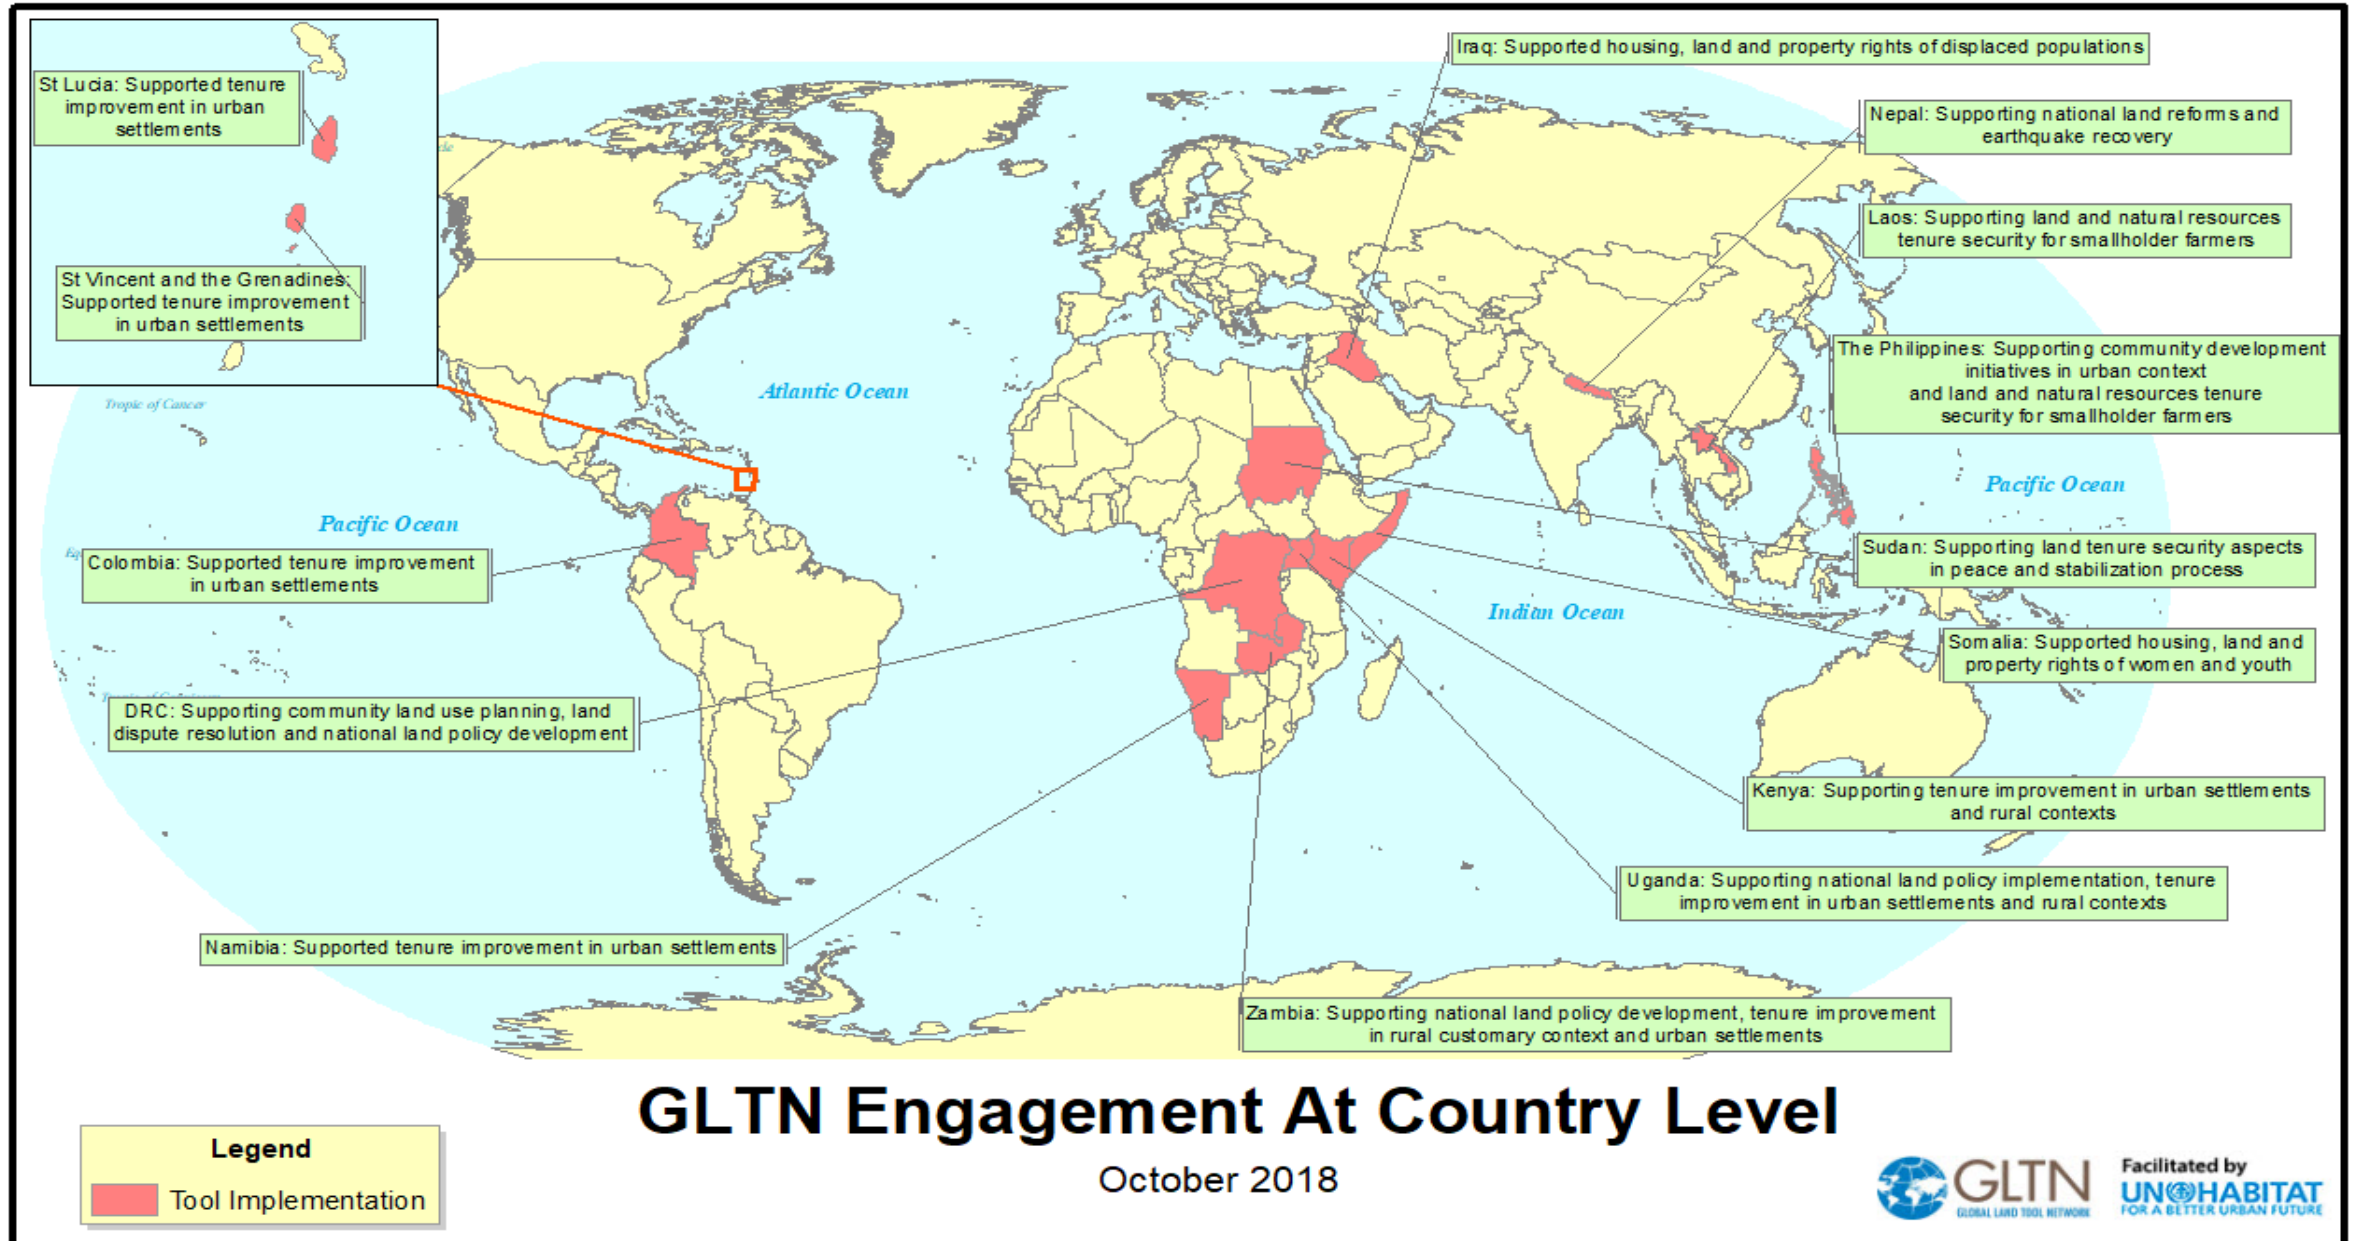 St Lucia: Supported tenure
improvement in urban
settlements
St Vincent and the Grenadines:
Supported tenure improvement
in urban settlements
Iraq: Supported housing, land and property rights of displaced populations
Nepal: Supporting national land reforms and
earthquake recovery
Laos: Supporting land and natural resources
tenure security for smallholder farmers
The Philippines: Supporting community development
initiatives in urban context
and land and natural resources tenure
security for smallholder farmers
Tropic of Cancer
Atlantic Ocean
Pacific Ocean
Pacific Ocean
Colombia: Supported tenure improvement
in urban settlements
Sudan: Supporting land tenure security aspects
in peace and stabilization process
Indian Ocean
Somalia: Supported housing, land and
property rights of women and youth
DRC: Supporting community land use planning, land
dispute resolution and national land policy development
Kenya: Supporting tenure improvement in urban settlements
and rural contexts
Uganda: Supporting national land policy implementation, tenure
improvement in urban settlements and rural contexts
Namibia: Supported tenure improvement in urban settlements
Zambia: Supporting national land policy development, tenure improvement
in rural customary context and urban settlements
GLTN Engagement At Country Level
October 2018
Legend
Tool Implementation
GLTN
GLOBAL LAND TOOL NETWORK
Facilitated by
UN HABITAT
FOR A BETTER URBAN FUTURE